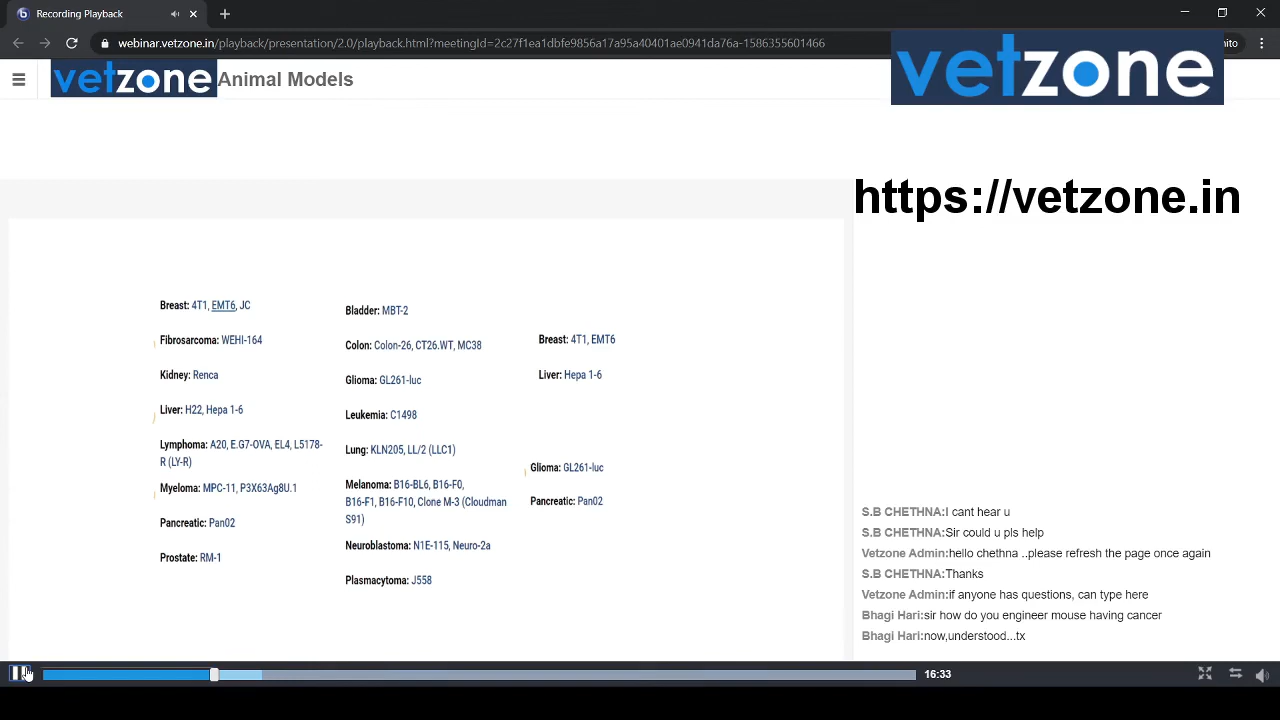 Recording Playback
webinar.vetzone.in/playback/presentation/2.0/playback.html?meetingId=2c27f1ea1dbfe9856a17a95a40401ae0941da76a-1586355601466
nito
vetzone
Animal Models
vetzone
https://vetzone.in
Breast: 4T1, EMT6, JC
Fibrosarcoma: WEHI-164
Kidney: Renca
Liver: H22, Hepa 1-6
Lymphoma: A20, E.G7-OVA, EL4, L5178-
R (LY-R)
Myeloma: MPC-11, P3X63Ag8U.1
Pancreatic: Pan02
Prostate: RM-1
Bladder: MBT-2
Colon: Colon-26, CT26.WT, MC38
Glioma: GL261-luc
Leukemia: C1498
Lung: KLN205, LL/2 (LLC1)
Melanoma: B16-BL6, B16-F0,
B16-F1, B16-F10, Clone M-3 (Cloudman
S91)
Neuroblastoma: N1E-115, Neuro-2a
Plasmacytoma: J558
Breast: 4T1, EMT6
Liver: Hepa 1-6
Glioma: GL261-luc
Pancreatic: Pan02
S.B CHETHNA:I cant hear u
S.B CHETHNA:Sir could u pls help
Vetzone Admin:hello chethna ..please refresh the page once again
S.B CHETHNA:Thanks
Vetzone Admin:if anyone has questions, can type here
Bhagi Hari:sir how do you engineer mouse having cancer
Bhagi Hari:now,understood...tx
16:33